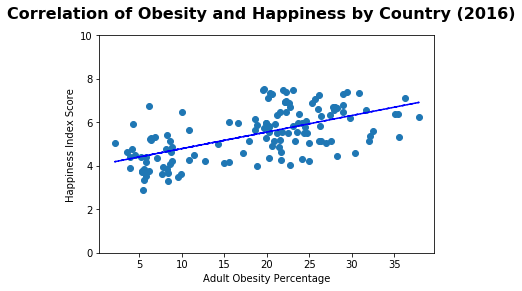 Correlation of Obesity and Happiness by Country (2016)
10
8
6
4
2
0
Happiness Index Score
5 10 15 20 25 30 35
Adult Obesity Percentage